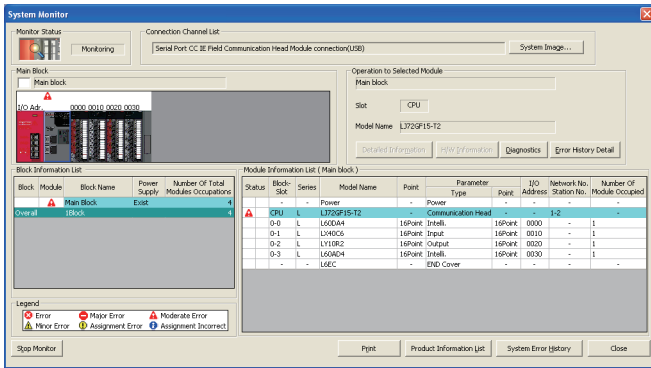 System Monitor
Monitor Status
Monitoring
Connection Channel List
Serial Port CC IE Field Communication Head Module connection(USB)
System Image...
Main Block
Main block
I/O Adr. 0000 0010 0020 0030
Operation to Selected Module
Main block
Slot CPU
Model Name LJ72GF15-T2
Detailed Information H/W Information Diagnostics Error History Detail
Block Information List
Block Module Block Name Power Supply Number Of Total Modules Occupations
Main Block Exist 4
Overall 1Block 4
Module Information List ( Main block )
Status Block-Slot Series Model Name Point Parameter Type Point I/O Address Network No. Station No. Number Of Module Occupied
- - Power - Power - - - -
CPU L LJ72GF15-T2 - Communication Head - - 1-2 -
0-0 L L60DA4 16Point Intelli. 16Point 0000 - 1
0-1 L LX40C6 16Point Input 16Point 0010 - 1
0-2 L LY10R2 16Point Output 16Point 0020 - 1
0-3 L L60AD4 16Point Intelli. 16Point 0030 - 1
- - L6EC - END Cover - - - -
Legend
Error Major Error Moderate Error
Minor Error Assignment Error Assignment Incorrect
Stop Monitor
Print
Product Information List
System Error History
Close